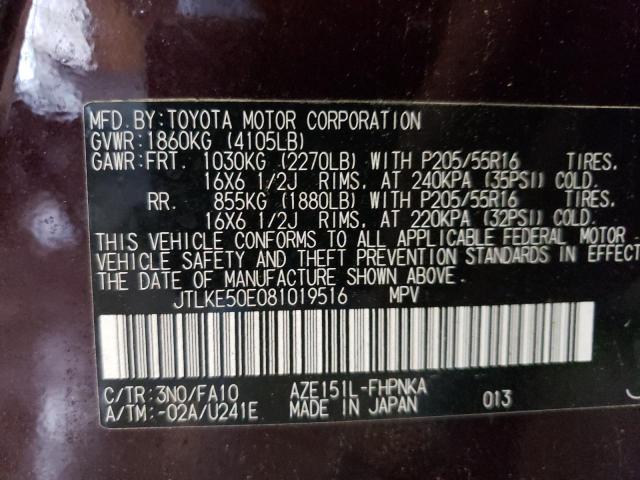 MFD. BY: TOYOTA MOTOR CORPORATION
GVWR: 1860KG (4105LB)
GAWR: FRT. 1030KG (2270LB) WITH P205/55R16 TIRES.
16X6 1/2J RIMS, AT 240KPA (35PSI) COLD.
RR. 855KG (1880LB) WITH P205/55R16 TIRES.
16X6 1/2J RIMS, AT 220KPA (32PSI) COLD.
THIS VEHICLE CONFORMS TO ALL APPLICABLE FEDERAL MOTOR
VEHICLE SAFETY AND THEFT PREVENTION STANDARDS IN EFFECT
THE DATE OF MANUFACTURE SHOWN ABOVE.
JTLKE50E081019516 MPV
C/TR: 3N0/FA10 AZE151L-FHPNKA
A/TM: -02A/U241E MADE IN JAPAN 013